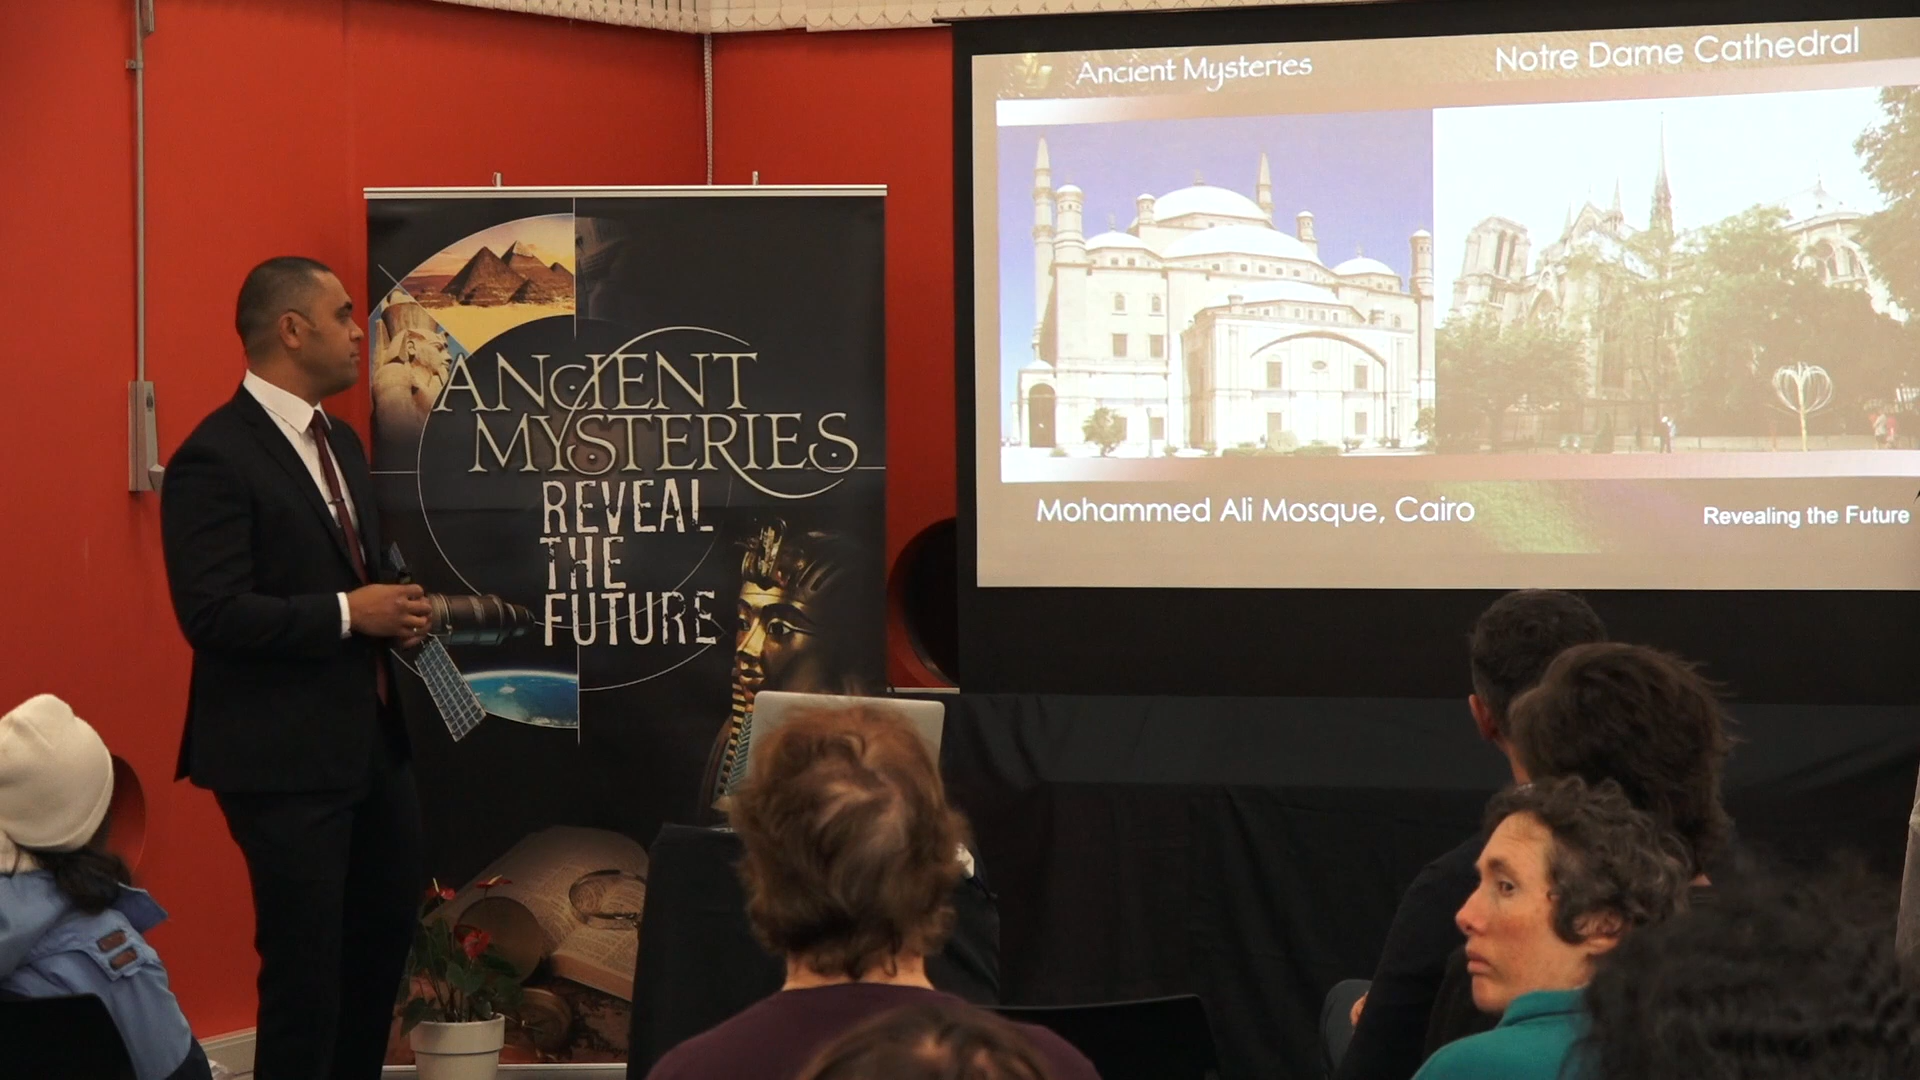 ANCIENT
MYSTERIES
REVEAL
THE
FUTURE
Ancient Mysteries
Notre Dame Cathedral
Mohammed Ali Mosque, Cairo
Revealing the Future